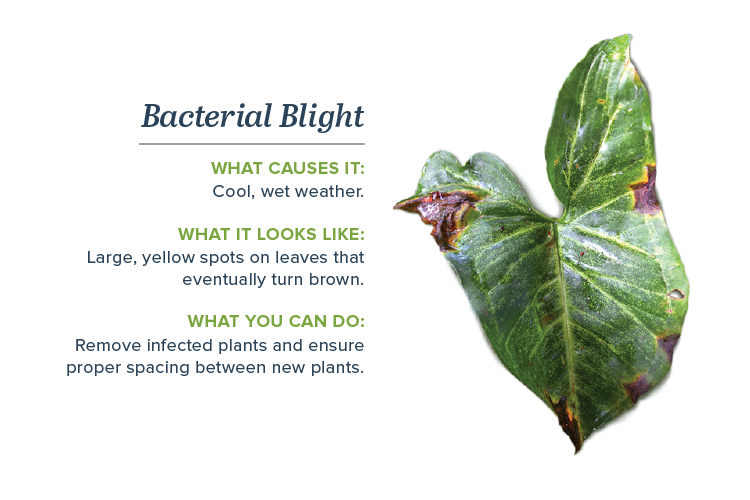 Bacterial Blight
WHAT CAUSES IT:
Cool, wet weather.
WHAT IT LOOKS LIKE:
Large, yellow spots on leaves that
eventually turn brown.
WHAT YOU CAN DO:
Remove infected plants and ensure
proper spacing between new plants.